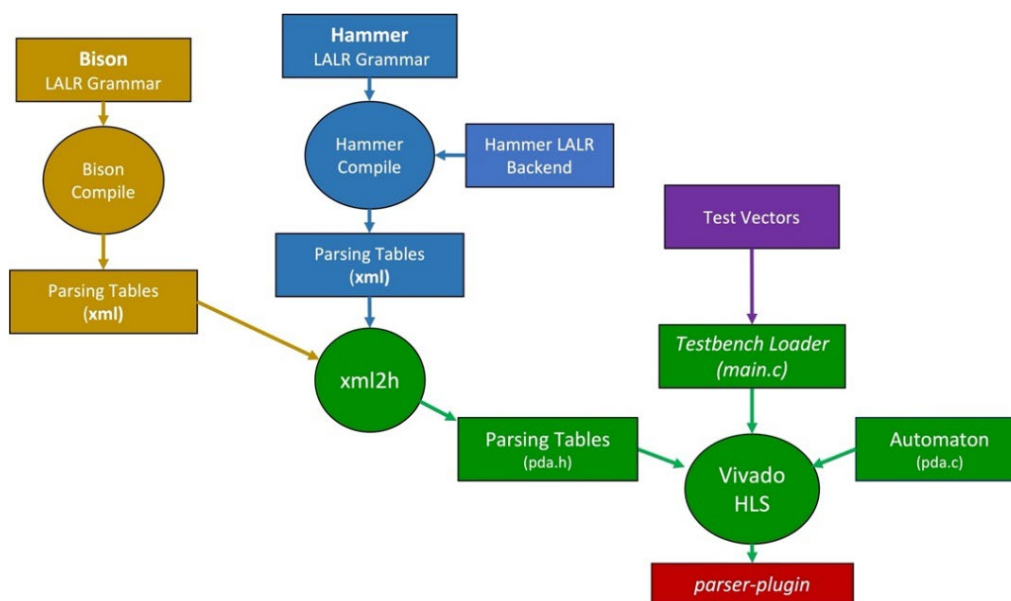 Bison
LALR Grammar
Hammer
LALR Grammar
Bison
Compile
Hammer
Compile
Hammer LALR
Backend
Test Vectors
Parsing Tables
(xml)
Parsing Tables
(xml)
Testbench Loader
(main.c)
xml2h
Parsing Tables
(pda.h)
Vivado
HLS
Automaton
(pda.c)
parser-plugin